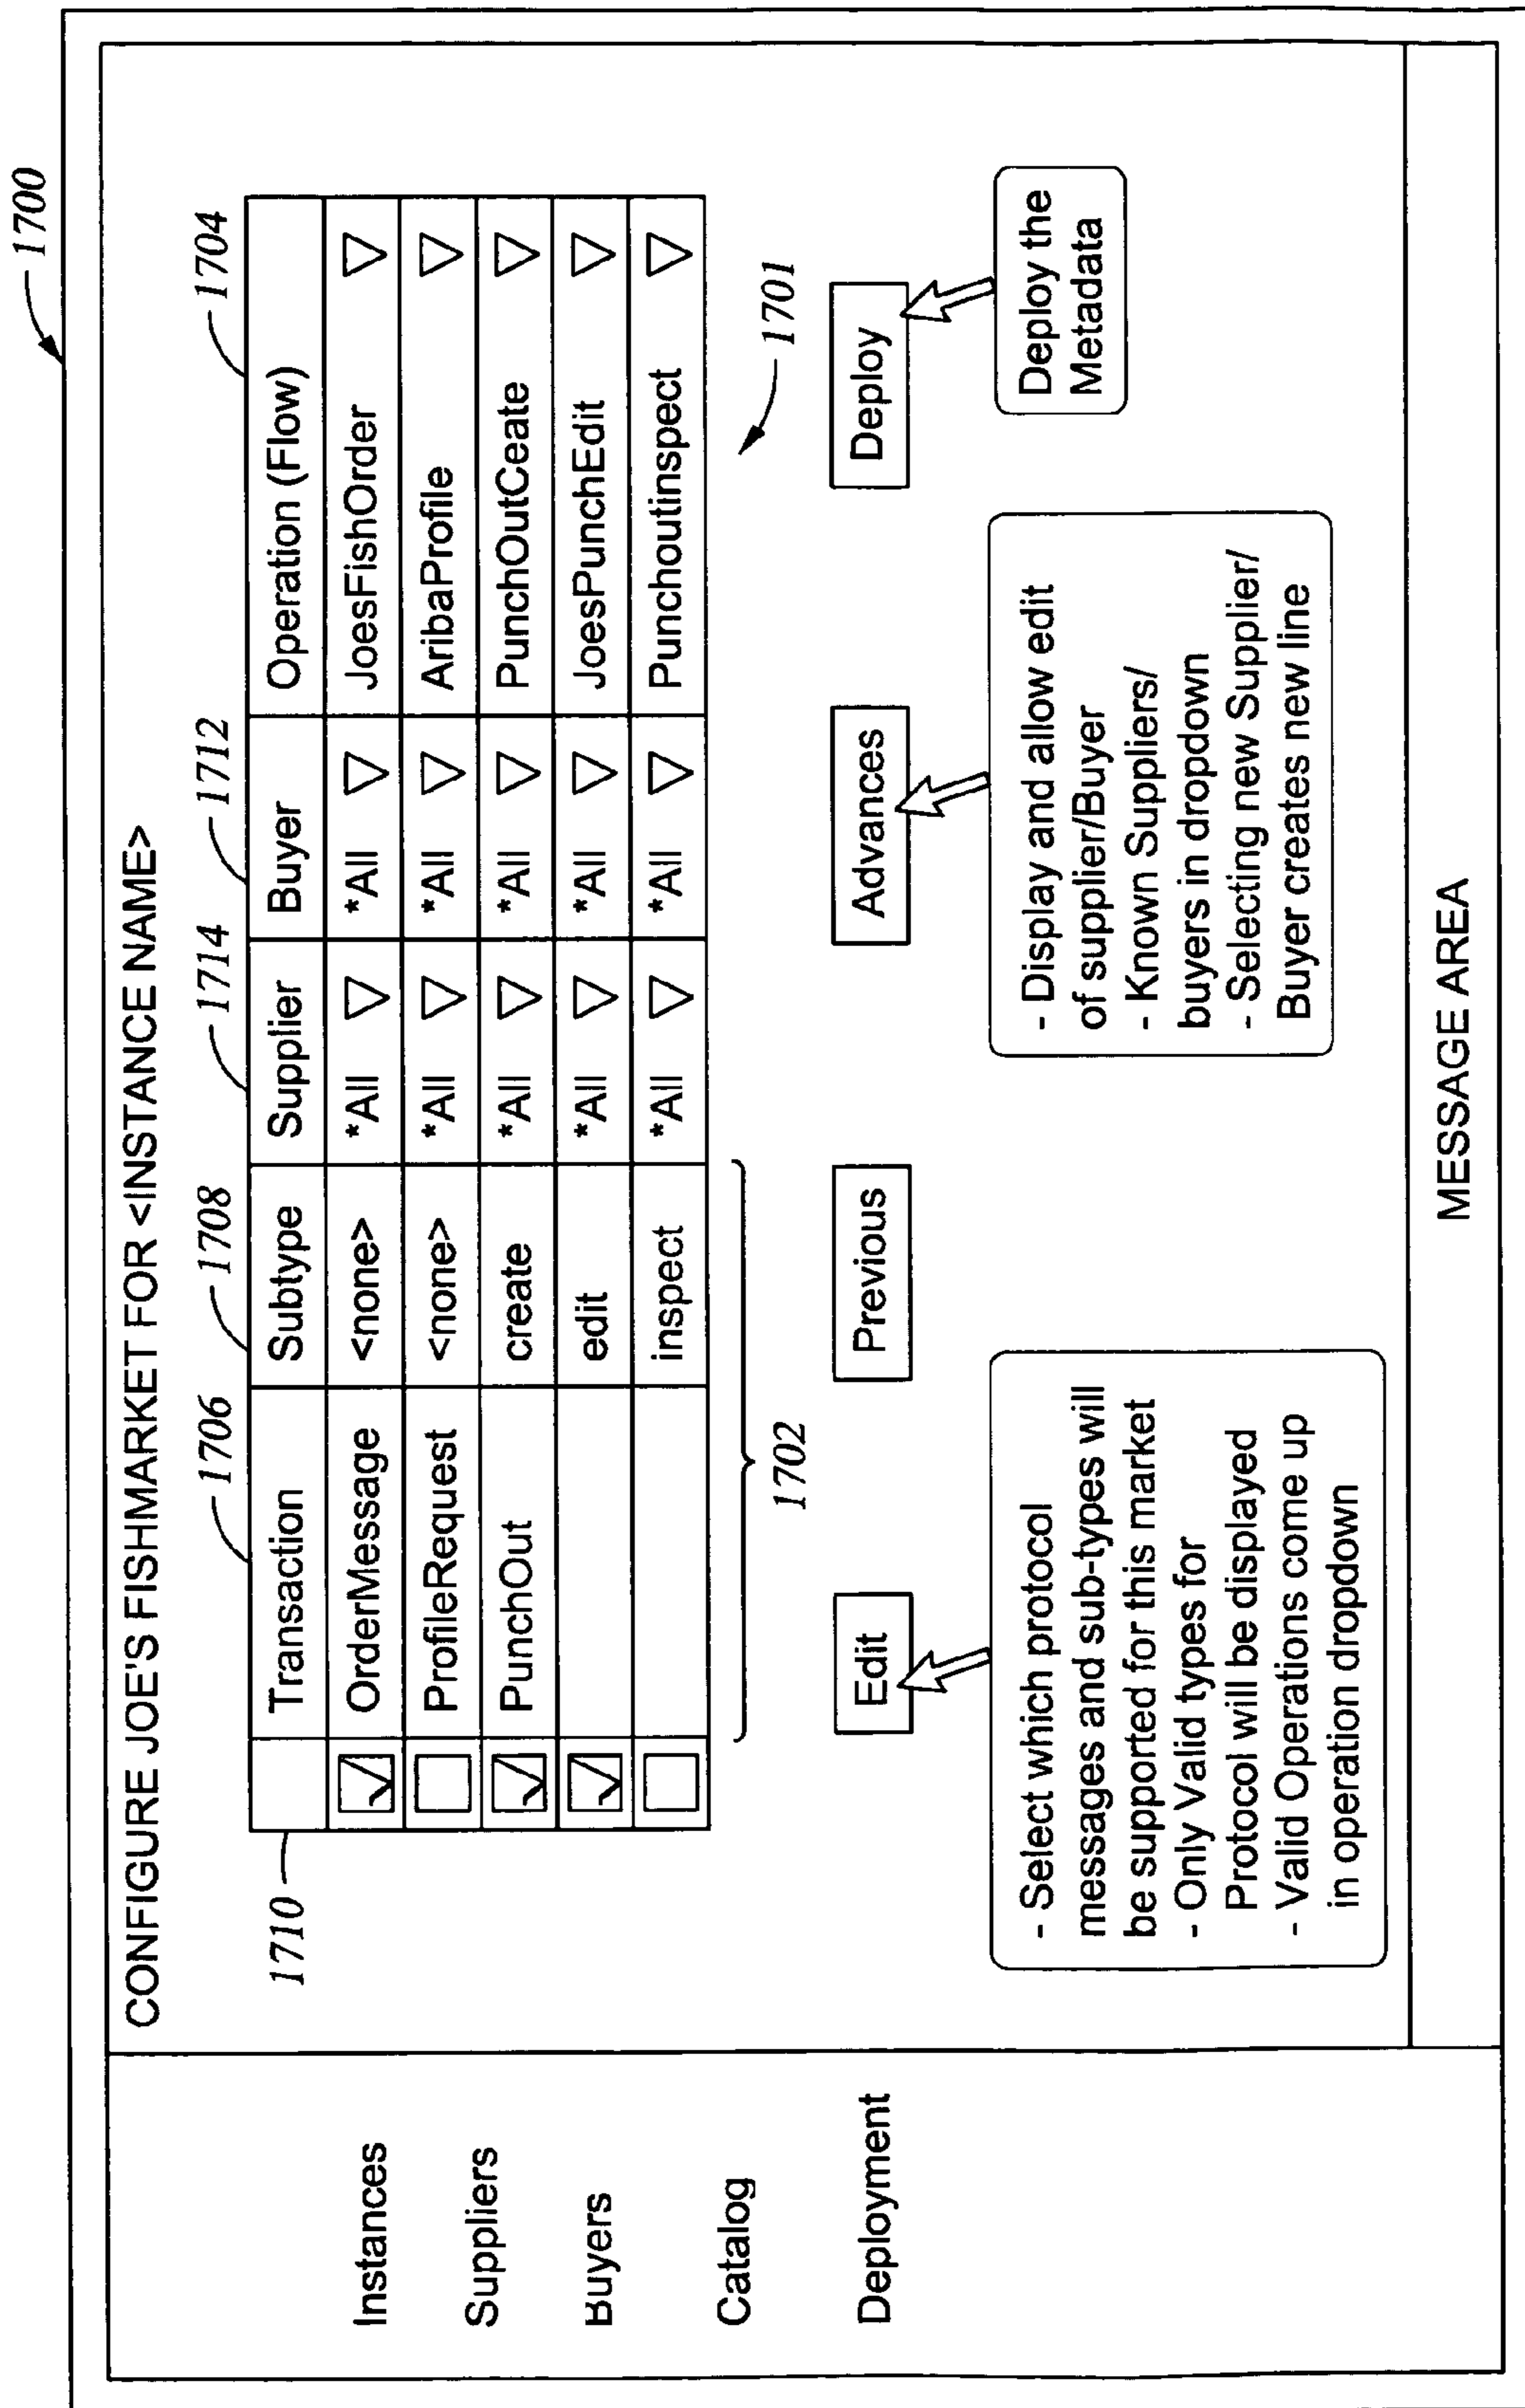 1700
CONFIGURE JOE'S FISHMARKET FOR <INSTANCE NAME>
1710
1706
1708
1714
1712
1704
Transaction Subtype Supplier Buyer Operation (Flow)
OrderMessage <none> *All *All JoesFishOrder
ProfileRequest <none> *All *All AribaProfile
PunchOut create *All *All PunchOutCeate
edit *All *All JoesPunchEdit
inspect *All *All Punchoutinspect
1702
1701
Instances
Suppliers
Buyers
Catalog
Deployment
Edit
Previous
Advances
Deploy
- Select which protocol
messages and sub-types will
be supported for this market
- Only Valid types for
Protocol will be displayed
- Valid Operations come up
in operation dropdown
- Display and allow edit
of supplier/Buyer
- Known Suppliers/
buyers in dropdown
- Selecting new Supplier/
Buyer creates new line
Deploy the
Metadata
MESSAGE AREA